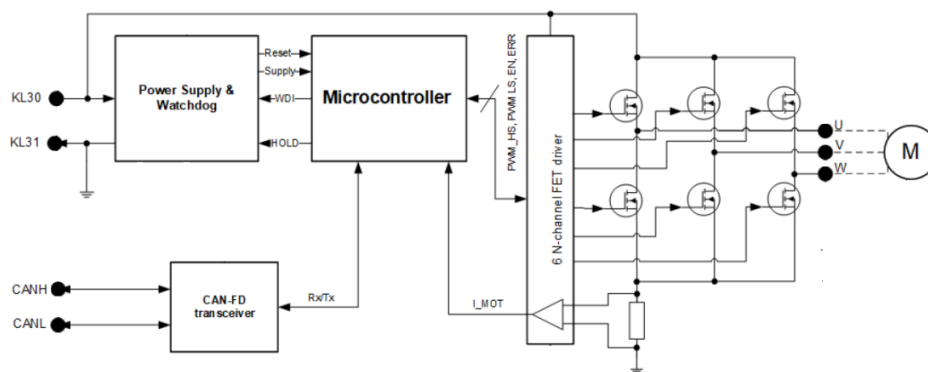 KL30
KL31
Power Supply &
Watchdog
Reset
Supply
WDI
HOLD
Microcontroller
PWM_HS, PWM LS, EN, ERR
6 N-channel FET driver
U
V
W
M
CANH
CANL
CAN-FD
transceiver
Rx/Tx
I_MOT